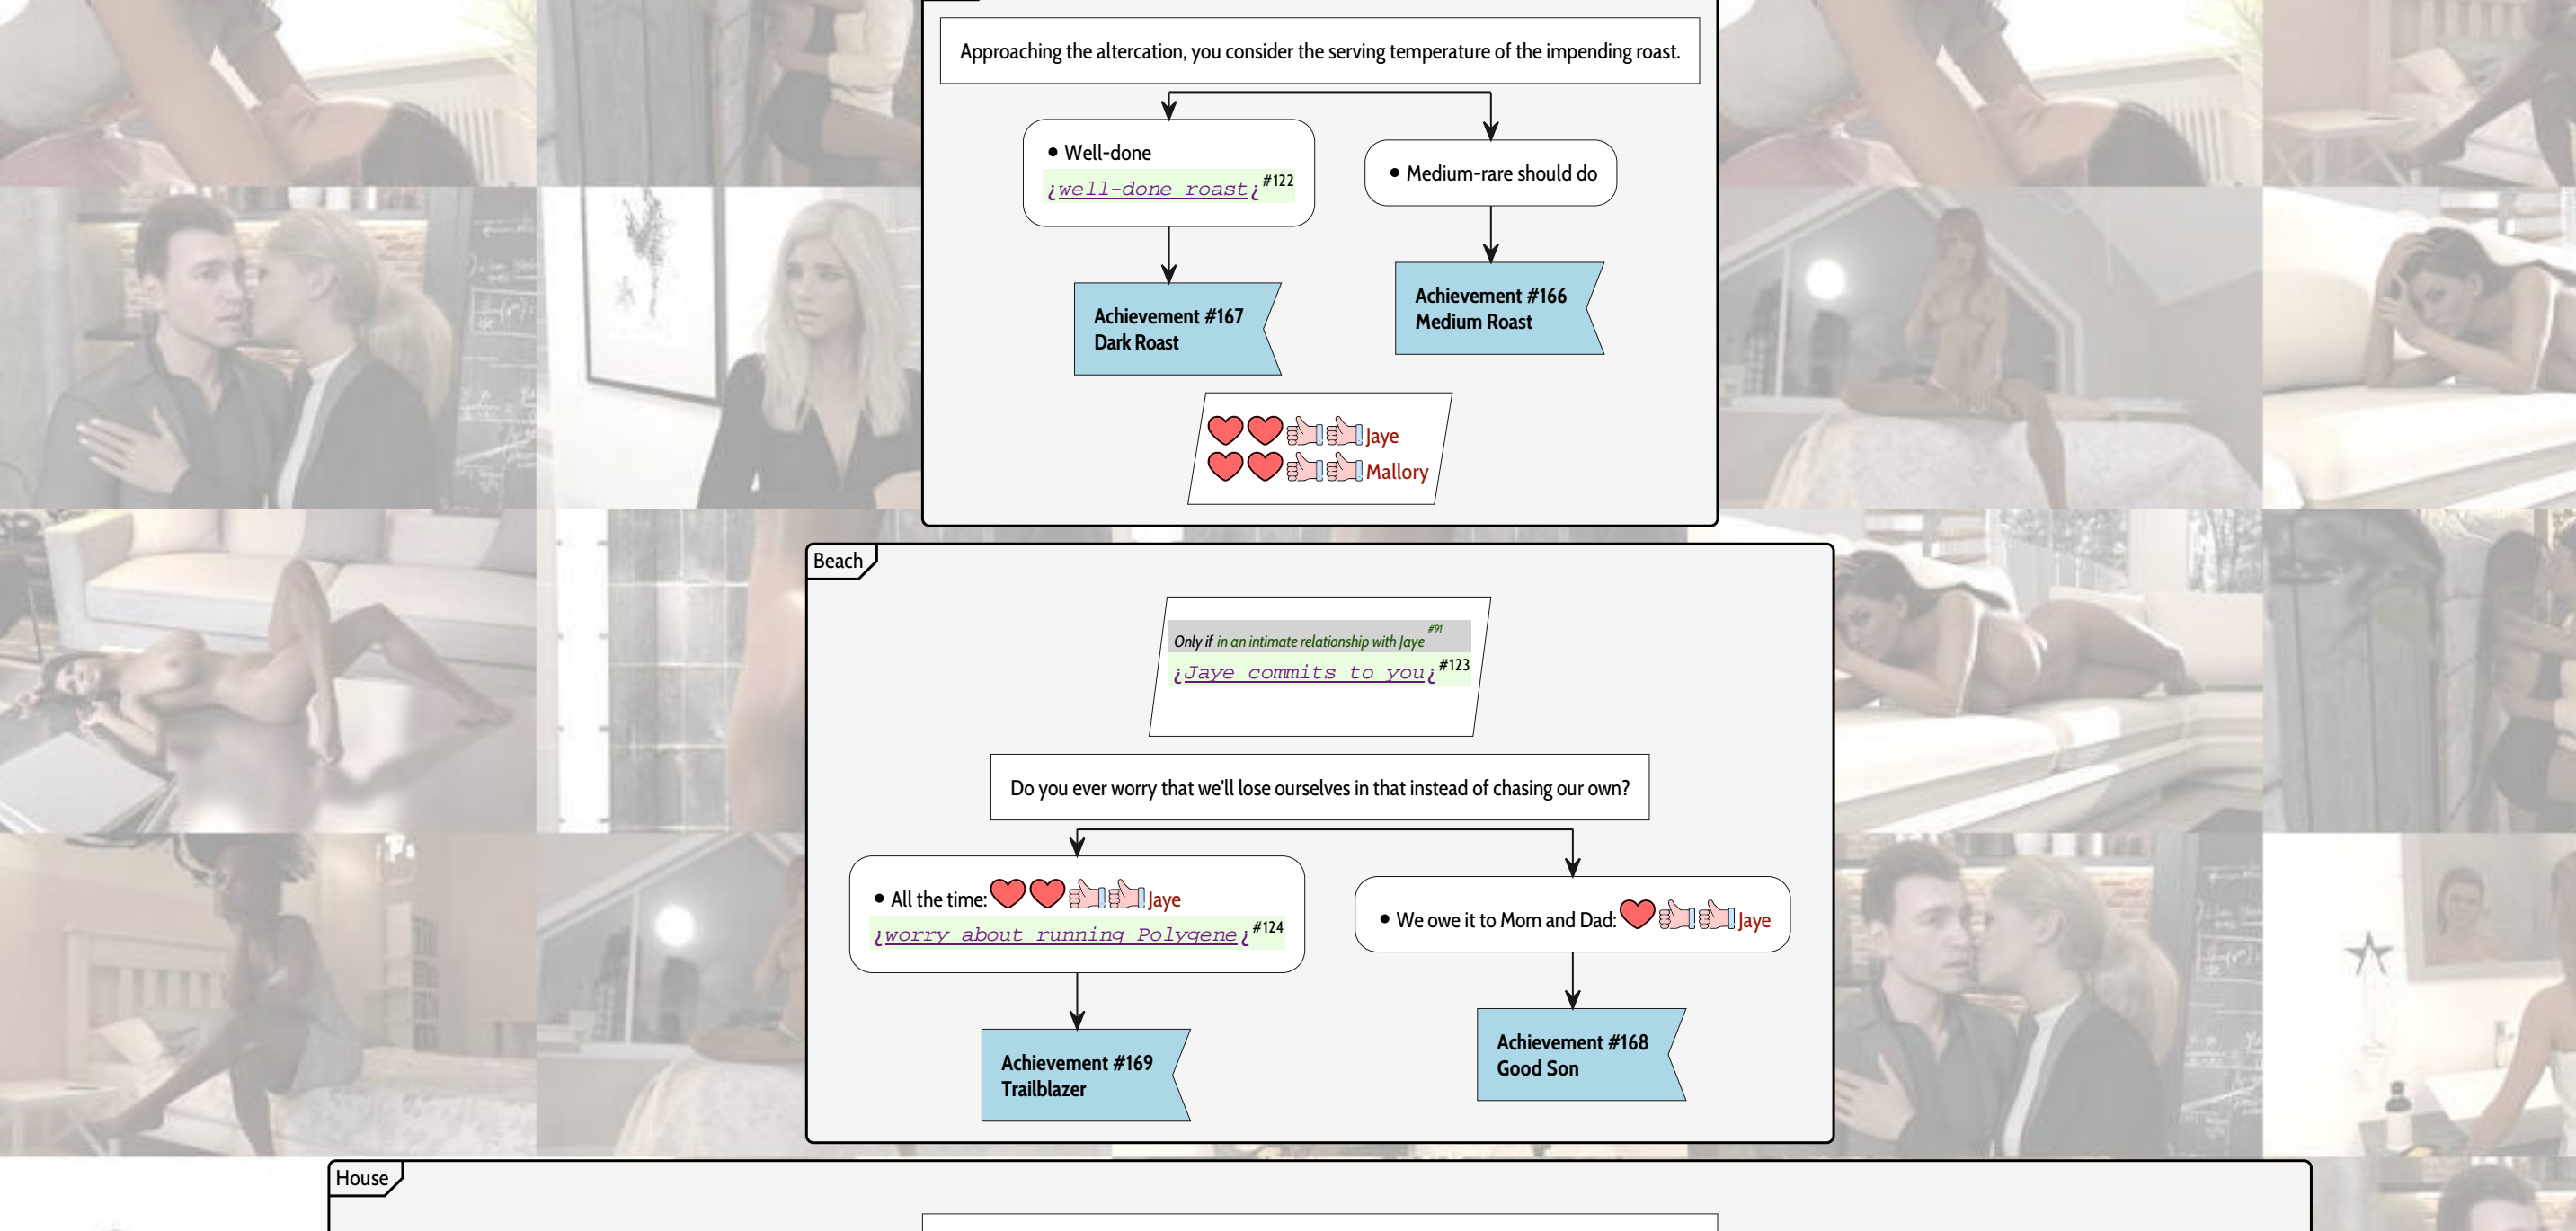 Approaching the altercation, you consider the serving temperature of the impending roast.
• Well-done
¿well-done roast¿#122
• Medium-rare should do
Achievement #167
Dark Roast
Achievement #166
Medium Roast
Jaye
Mallory
Beach
Only if in an intimate relationship with Jaye #91
¿Jaye commits to you¿#123
Do you ever worry that we'll lose ourselves in that instead of chasing our own?
• All the time: Jaye
¿worry about running Polygene¿#124
• We owe it to Mom and Dad: Jaye
Achievement #169
Trailblazer
Achievement #168
Good Son
House